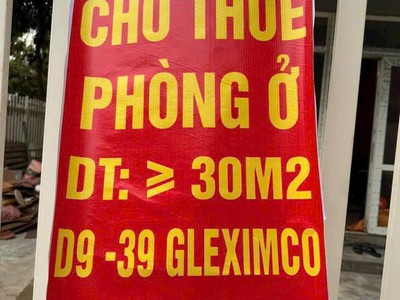 CHO THUÊ
PHÒNG Ở
DT: ≥ 30M2
D9 -39 GLEXIMCO